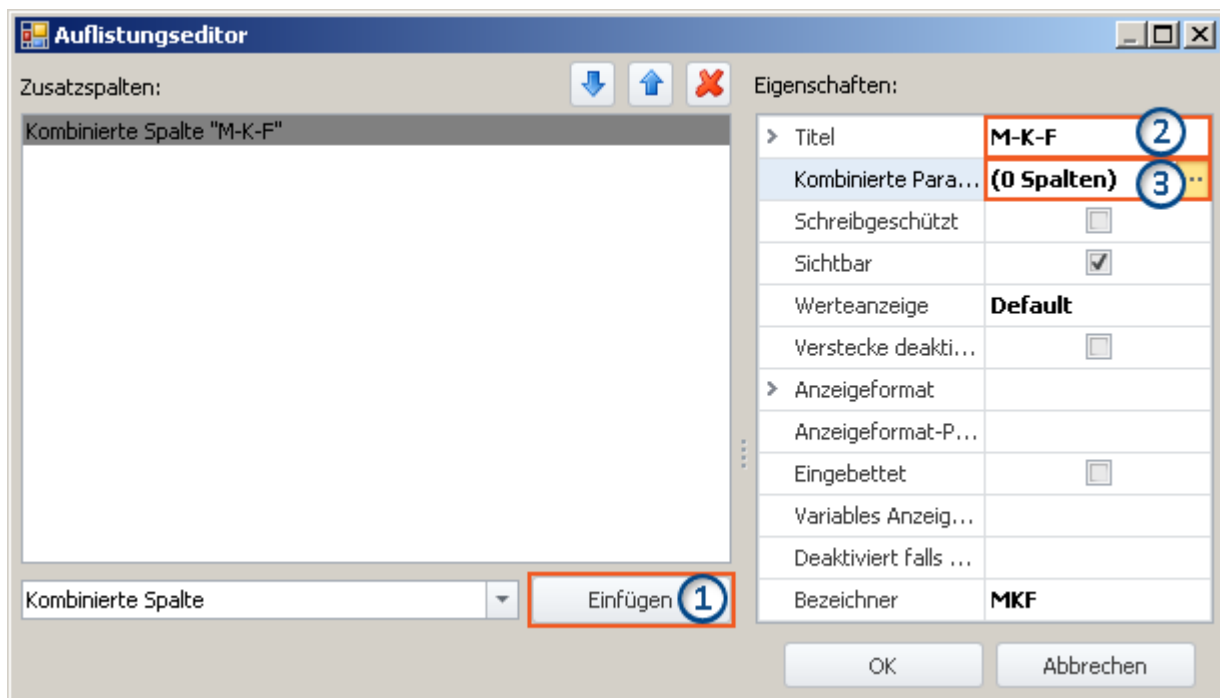 Auflistungseditor
Zusatzspalten:
Kombinierte Spalte "M-K-F"
Kombinierte Spalte
Einfügen 1
Eigenschaften:
Titel M-K-F 2
Kombinierte Para... (0 Spalten) 3 ..
Schreibgeschützt
Sichtbar
Werteanzeige Default
Verstecke deakti...
Anzeigeformat
Anzeigeformat-P...
Eingebettet
Variables Anzeig...
Deaktiviert falls ...
Bezeichner MKF
OK Abbrechen